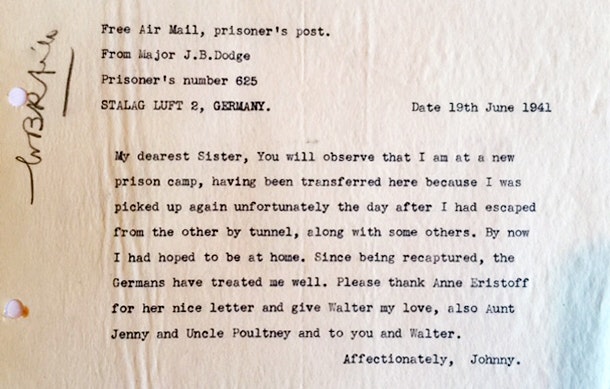 Free Air Mail, prisoner's post.
From Major J.B.Dodge
Prisoner's number 625
STALAG LUFT 2, GERMANY.
Date 19th June 1941
My dearest Sister, You will observe that I am at a new
prison camp, having been transferred here because I was
picked up again unfortunately the day after I had escaped
from the other by tunnel, along with some others. By now
I had hoped to be at home. Since being recaptured, the
Germans have treated me well. Please thank Anne Eristoff
for her nice letter and give Walter my love, also Aunt
Jenny and Uncle Poultney and to you and Walter.
Affectionately, Johnny.